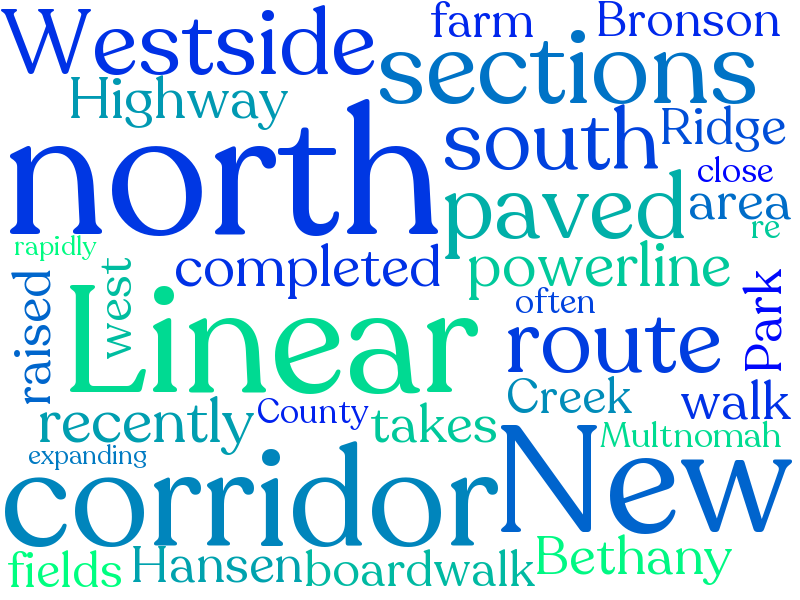 Westside
farm
Bronson
Highway
sections
north
south
Ridge
close
paved
area
re
rapidly
completed
powerline
raised
west
Linear
often
route
Park
recently
County
takes
Creek
walk
Multnomah
expanding
corridor
New
fields
Hansen
boardwalk
Bethany